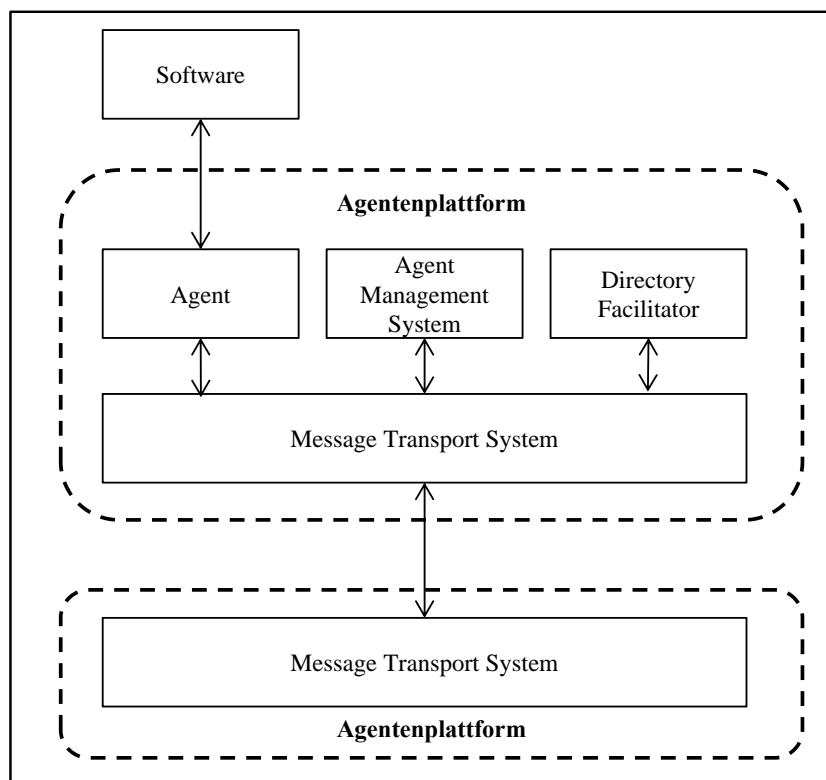 Software
Agentenplattform
Agent
Agent
Management
System
Directory
Facilitator
Message Transport System
Message Transport System
Agentenplattform